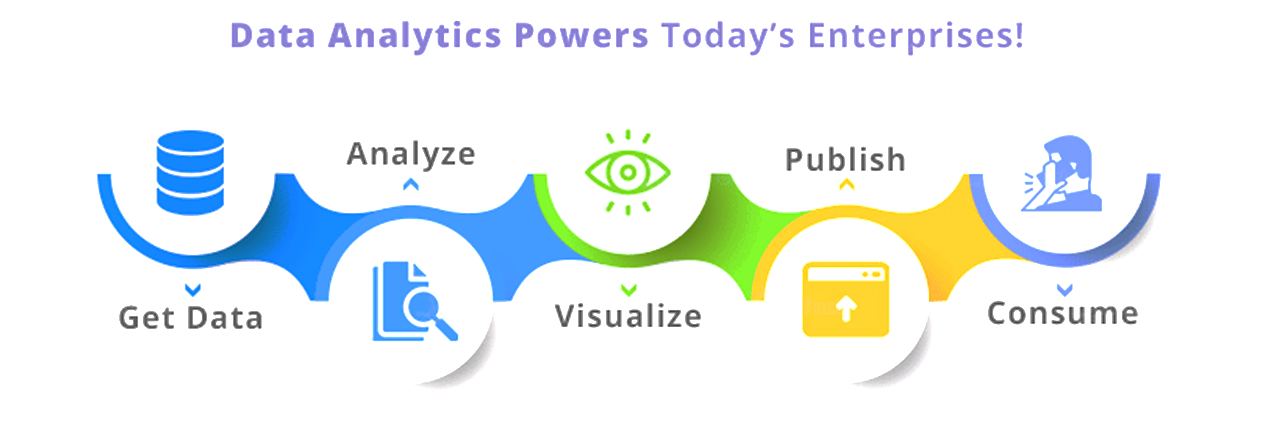 Data Analytics Powers Today’s Enterprises!
Get Data
Analyze
Visualize
Publish
Consume